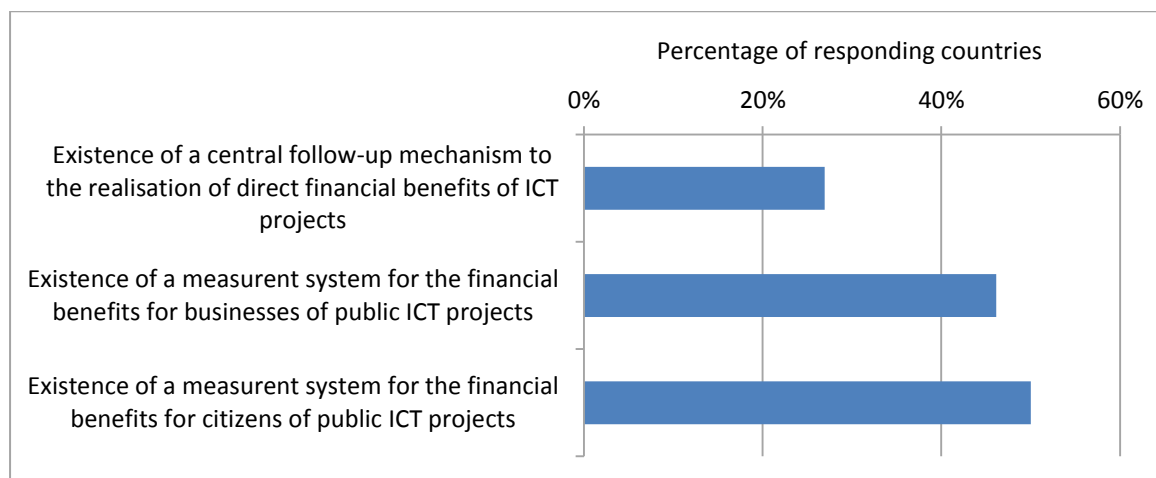 Percentage of responding countries
0% 20% 40% 60%
Existence of a central follow-up mechanism to
the realisation of direct financial benefits of ICT
projects
Existence of a measurent system for the financial
benefits for businesses of public ICT projects
Existence of a measurent system for the financial
benefits for citizens of public ICT projects